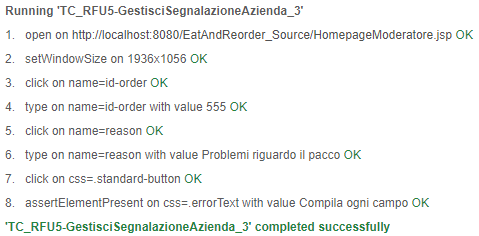 Running 'TC_RFU5-GestisciSegnalazioneAzienda_3'
1. open on http://localhost:8080/EatAndReorder_Source/HomepageModeratore.jsp OK
2. setWindowSize on 1936x1056 OK
3. click on name=id-order OK
4. type on name=id-order with value 555 OK
5. click on name=reason OK
6. type on name=reason with value Problemi riguardo il pacco OK
7. click on css=.standard-button OK
8. assertElementPresent on css=.errorText with value Compila ogni campo OK
'TC_RFU5-GestisciSegnalazioneAzienda_3' completed successfully